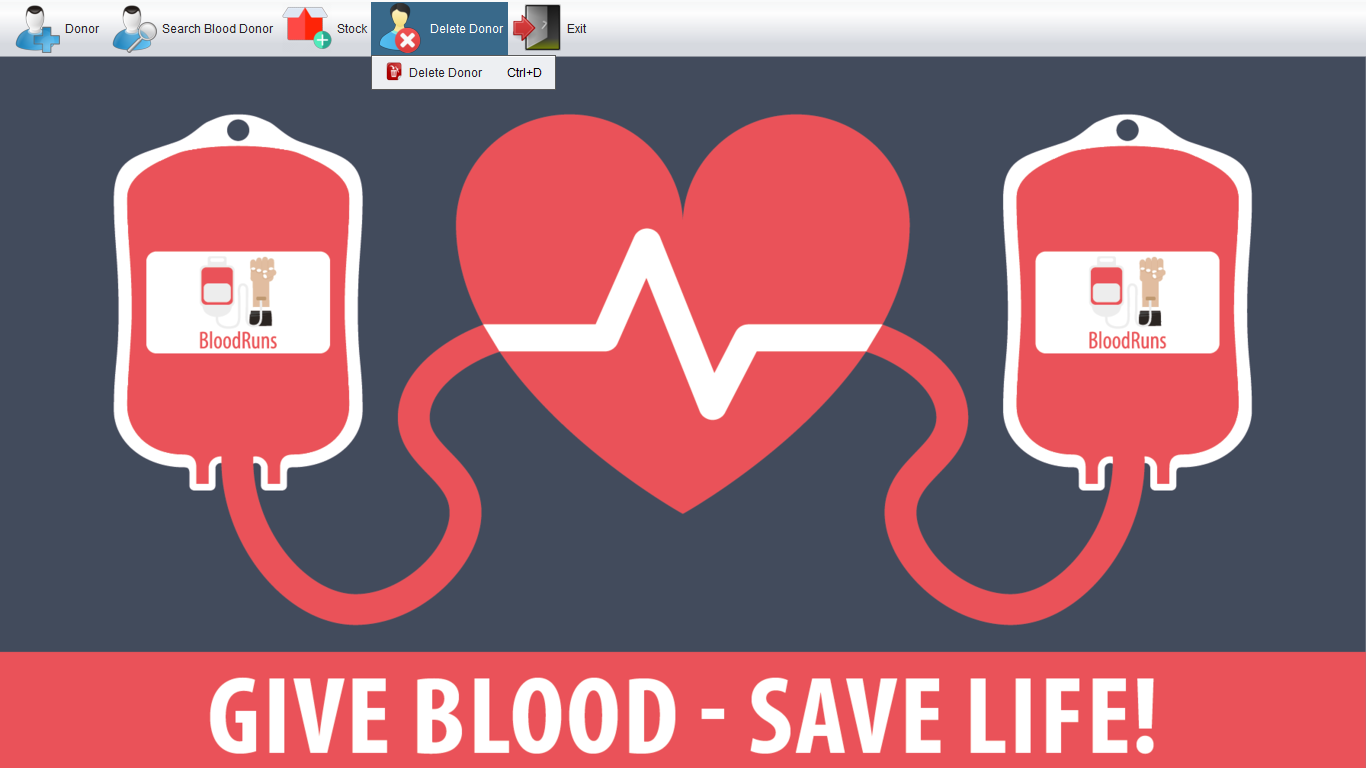 Donor
Search Blood Donor
Stock
Delete Donor
Exit
Delete Donor Ctrl+D
BloodRuns
BloodRuns
GIVE BLOOD - SAVE LIFE!